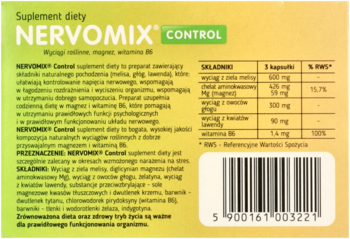 Suplement diety
NERVOMIX® CONTROL
Wyciągi roślinne, magnez, witamina B6
NERVOMIX® Control suplement diety to preparat zawierający
składniki naturalnego pochodzenia (melisa, głóg, lawenda), które:
ułatwiają kontrolowanie napięcia nerwowego, wspomagają
w łagodzeniu rozdrażnienia i wyciszeniu organizmu, wspomagają
w utrzymaniu dobrego samopoczucia. Preparat uzupełnia
codzienną dietę w magnez i witaminę B6, które pomagają
w utrzymaniu prawidłowych funkcji psychologicznych
i w prawidłowym funkcjonowaniu układu nerwowego.
NERVOMIX® Control suplement diety to bogata, wysokiej jakości
kompozycja naturalnych wyciągów roślinnych z dobrze
przyswajalnym magnezem i witaminą B6.
PRZEZNACZENIE: NERVOMIX® Control suplement diety jest
szczególnie zalecany w okresach wzmożonego narażenia na stres.
SKŁAD: Wyciąg z ziela melisy, diglicynian magnezu (chelat
aminokwasowy Mg), wyciąg z owoców głogu, żelatyna, wyciąg
z kwiatów lawendy, substancje przeciwzbrylające - sole
magnezowe kwasów tłuszczowych i dwutlenek krzemu, barwnik -
dwutlenek tytanu, chlorowodorek pirydoksyny (witamina B6),
barwniki - tlenki i wodorotlenki żelaza, indygotyna.
Zrównoważona dieta oraz zdrowy tryb życia są ważne
dla prawidłowego funkcjonowania organizmu.
SKŁADNIKI 3 kapsułki % RWS*
wyciąg z ziela melisy 600 mg -
chelat aminokwasowy 426 mg
Mg (magnez) 59 mg 15,7%
wyciąg z owoców głogu 300 mg -
wyciąg z kwiatów lawendy 90 mg -
witamina B6 1,4 mg 100%
* RWS - Referencyjne Wartości Spożycia
5 900161 003221